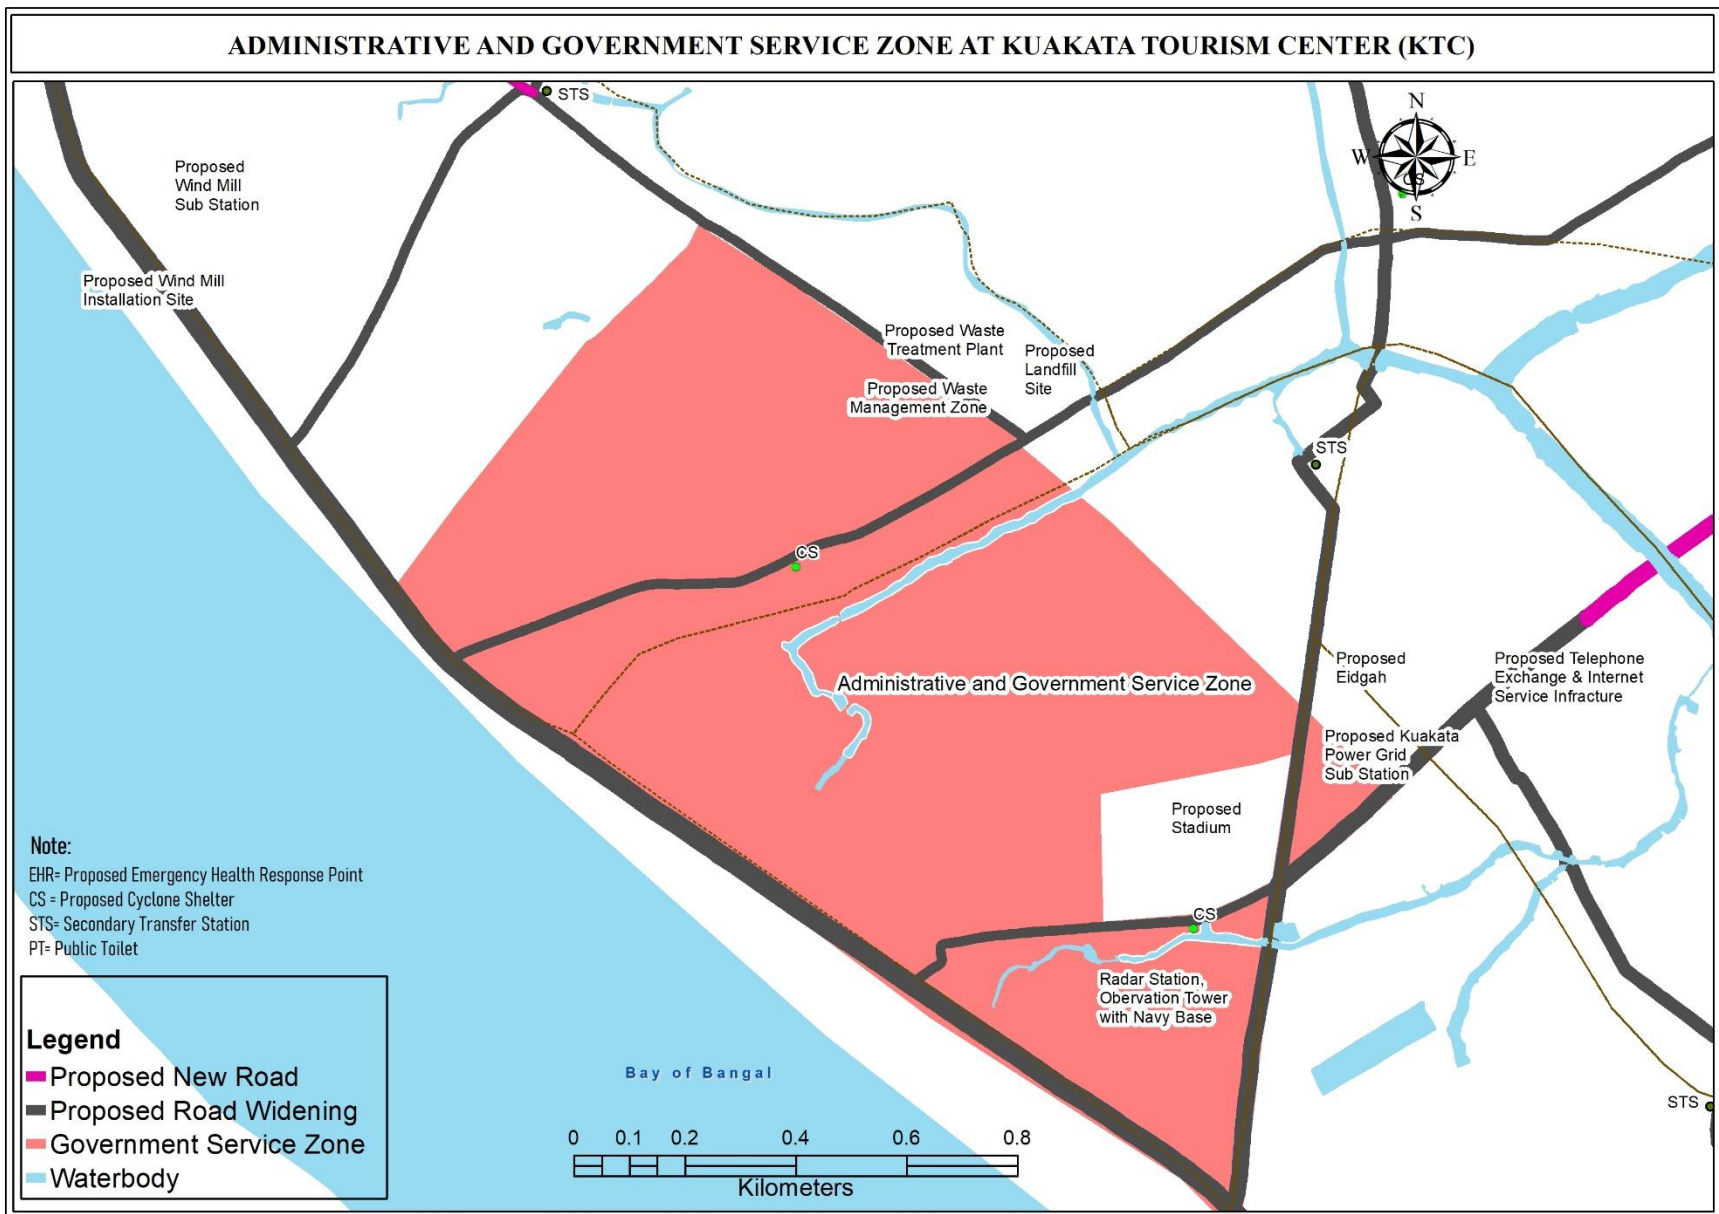 ADMINISTRATIVE AND GOVERNMENT SERVICE ZONE AT KUAKATA TOURISM CENTER (KTC)
STS
N
W
E
CS
S
Proposed
Wind Mill
Sub Station
Proposed Wind Mill
Installation Site
Proposed Waste
Treatment Plant
Proposed
Landfill
Site
Proposed Waste
Management Zone
STS
CS
Administrative and Government Service Zone
Proposed
Eidgah
Proposed Telephone
Exchange & Internet
Service Infracture
Proposed Kuakata
Power Grid
Sub Station
Proposed
Stadium
CS
Radar Station,
Obervation Tower
with Navy Base
STS
Bay of Bangal
Note:
EHR= Proposed Emergency Health Response Point
CS = Proposed Cyclone Shelter
STS= Secondary Transfer Station
PT= Public Toilet
Legend
Proposed New Road
Proposed Road Widening
Government Service Zone
Waterbody
0 0.1 0.2 0.4 0.6 0.8
Kilometers